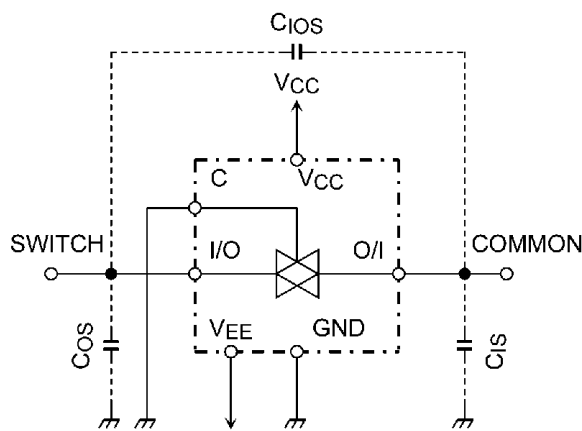 CIOS
VCC
C
VCC
SWITCH
I/O
O/I
COMMON
COS
VEE
GND
CIS